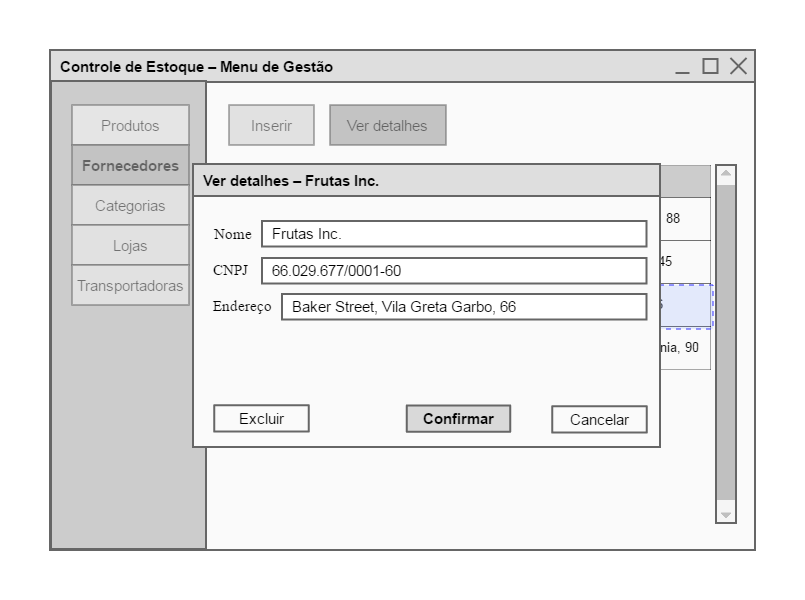 Controle de Estoque – Menu de Gestão
Produtos
Fornecedores
Categorias
Lojas
Transportadoras
Inserir
Ver detalhes
Ver detalhes – Frutas Inc.
Nome
Frutas Inc.
CNPJ
66.029.677/0001-60
Endereço
Baker Street, Vila Greta Garbo, 66
Excluir
Confirmar
Cancelar
88
45
nia, 90